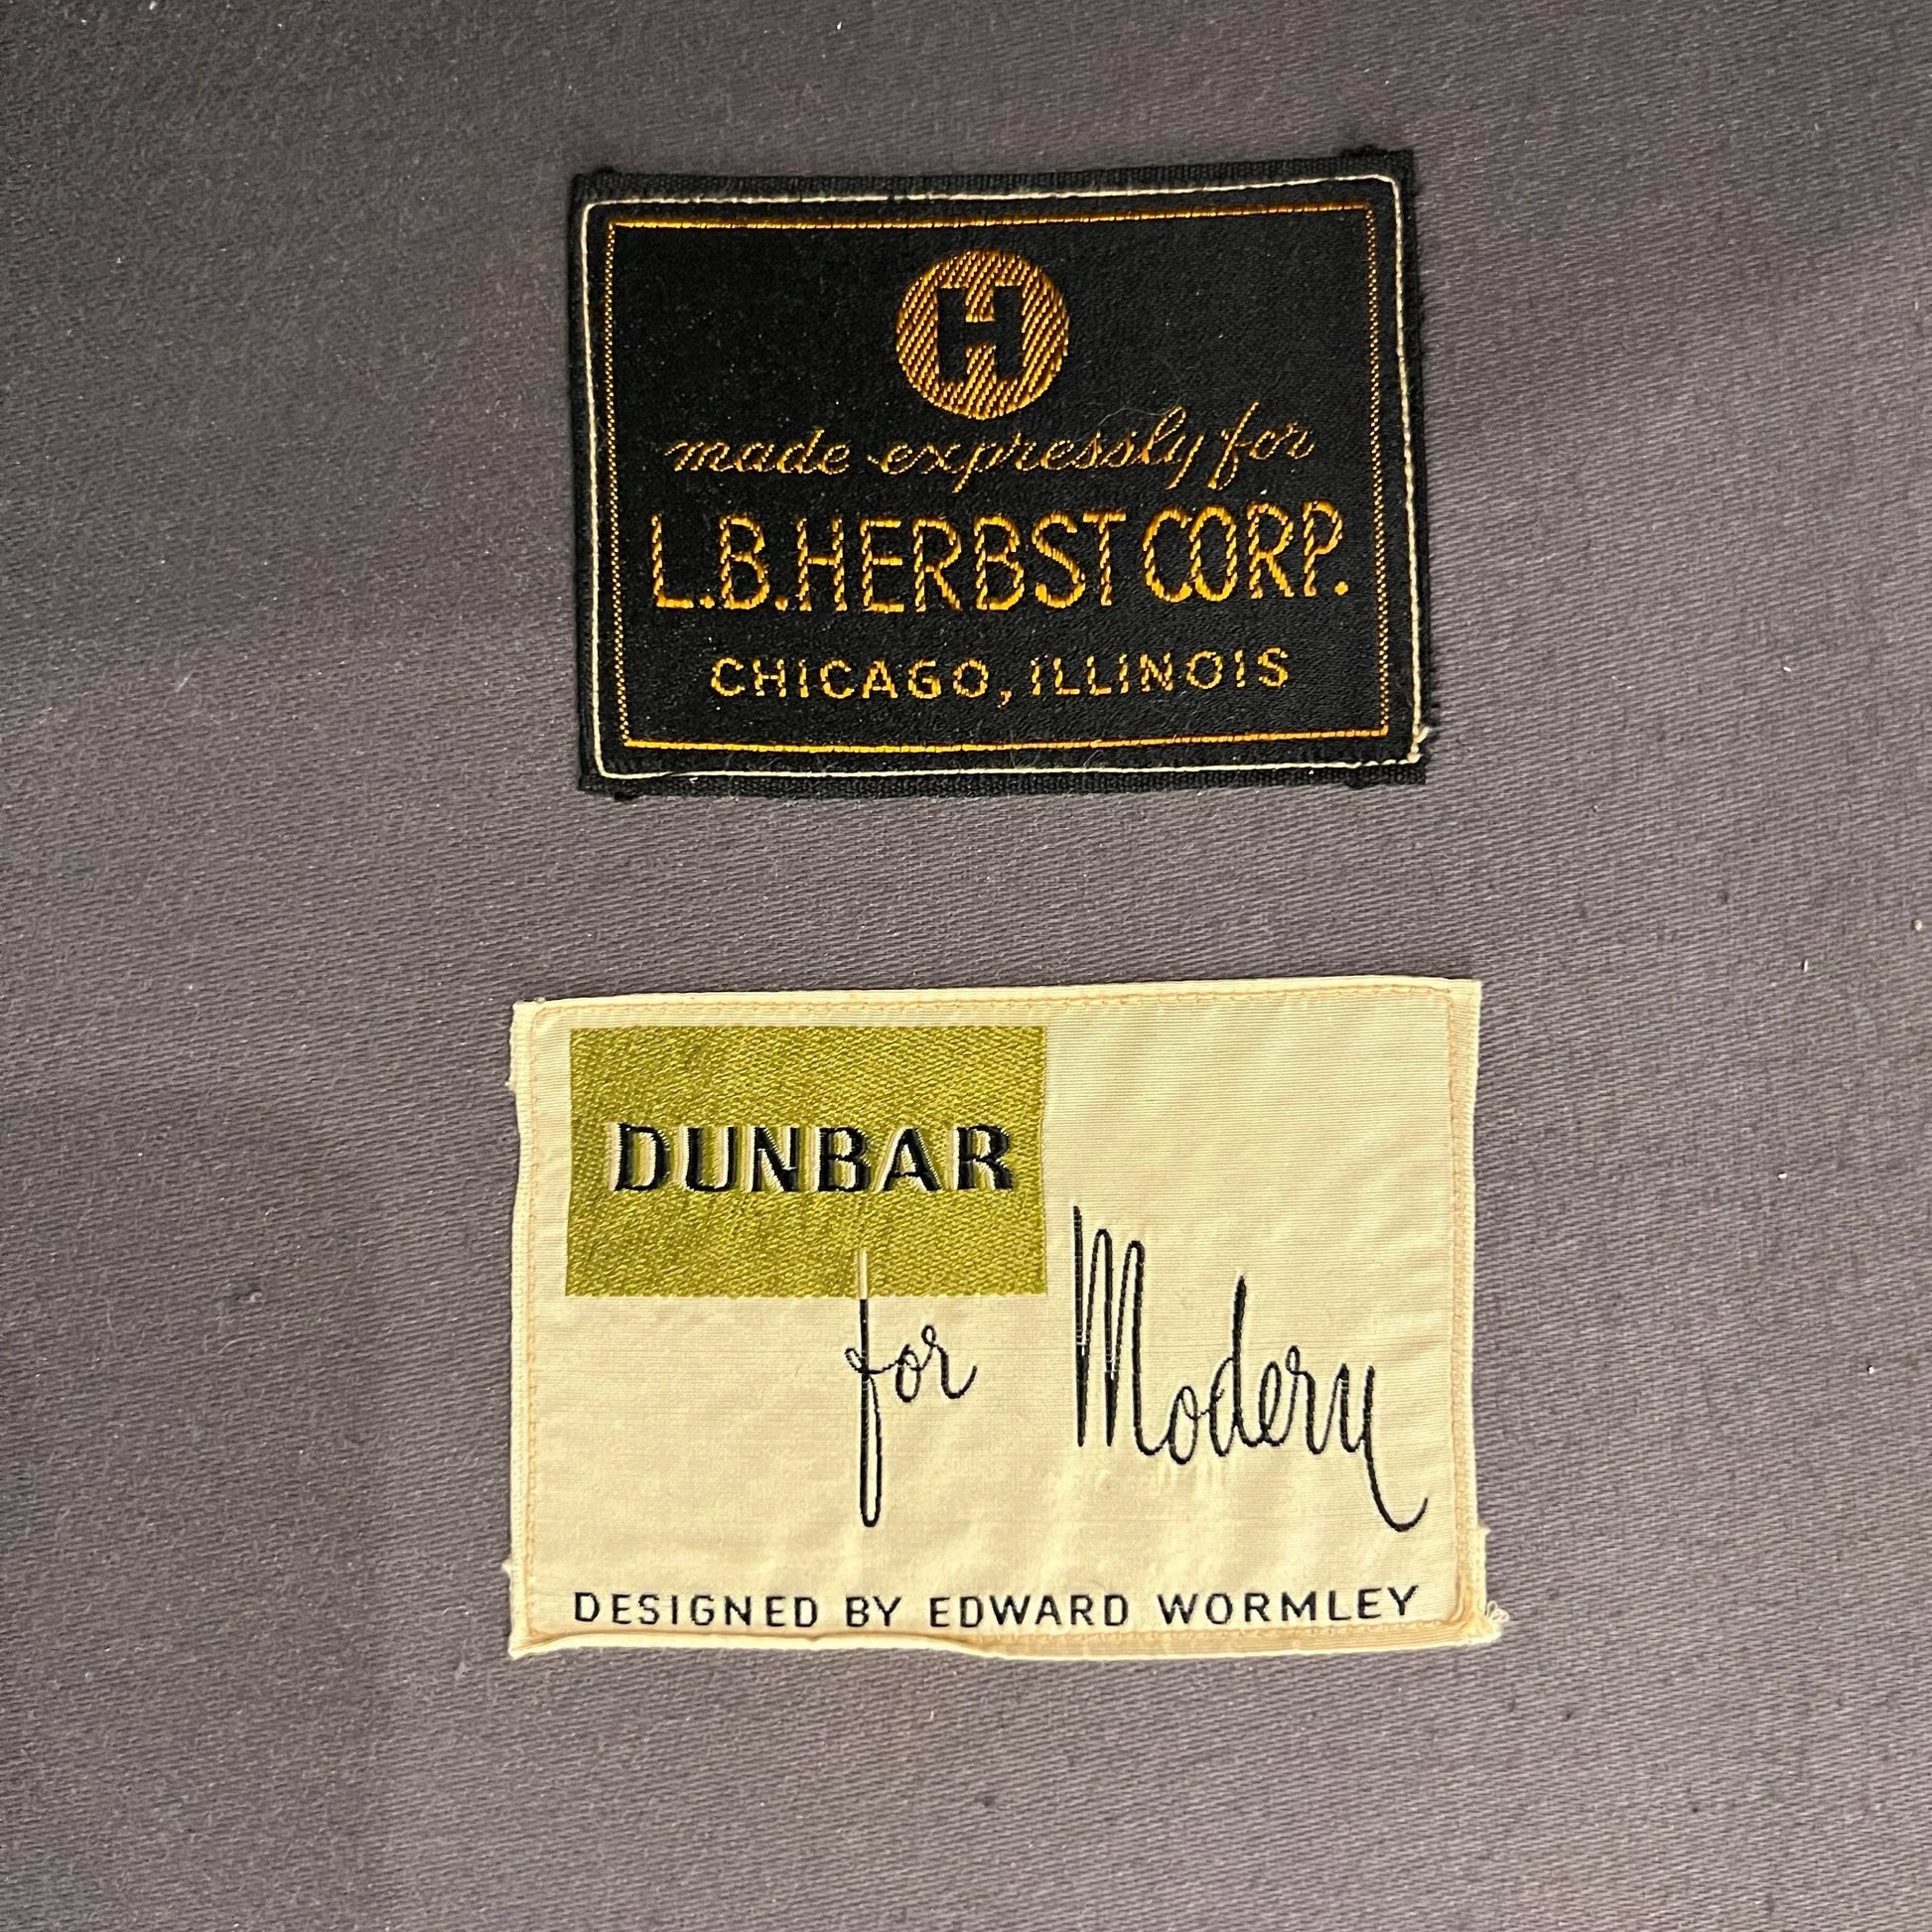 H
made expressly for
L.B. HERBST CORP.
CHICAGO, ILLINOIS
DUNBAR
for Modern
DESIGNED BY EDWARD WORMLEY